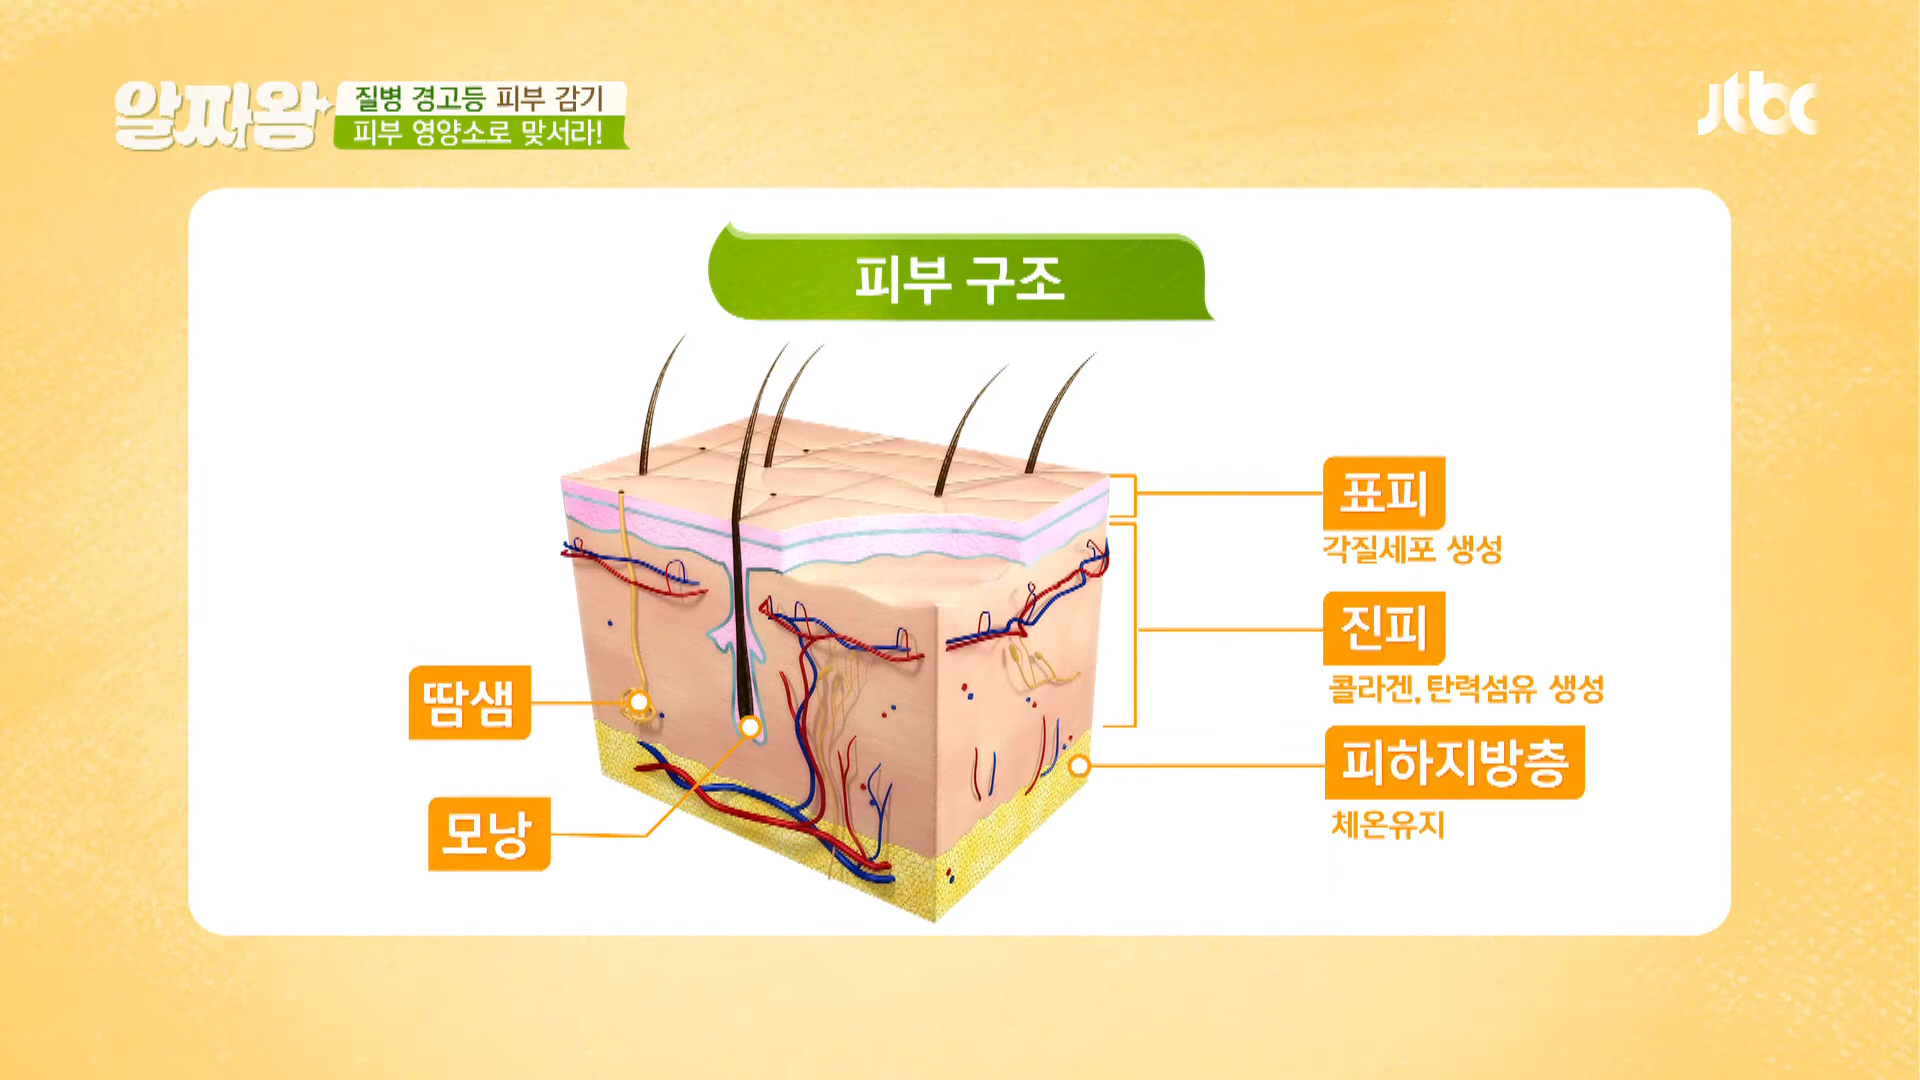 알짜왕
질병 경고등 피부 감기
피부 영양소로 맞서라!
jtbc
피부 구조
표피
각질세포 생성
진피
콜라겐, 탄력섬유 생성
땀샘
피하지방층
체온유지
모낭